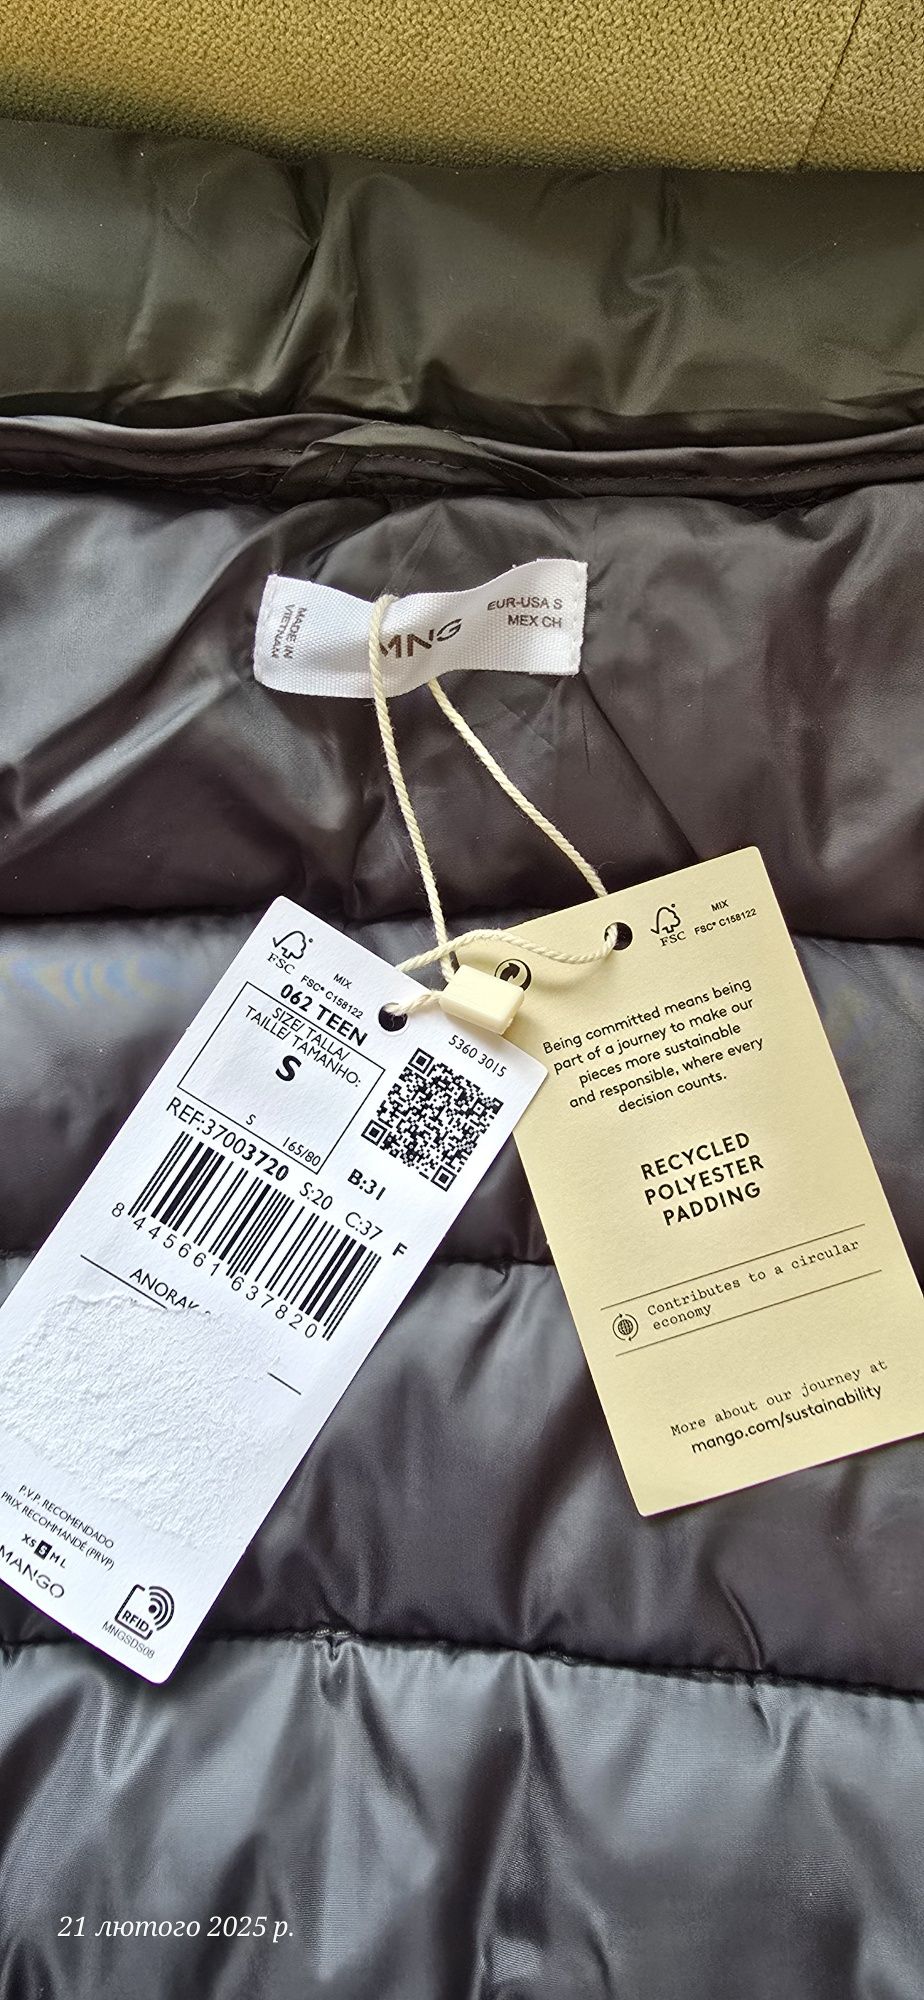 MADE IN
VIETNAM
MNG
EUR-USA S
MEX CH
FSC
MIX
FSC® C158122
062 TEEN
SIZE/ TALLA/
TAILLE/ TAMANHO:
S
S 165/80
5360 3015
B:31
REF:37003720 S:20 C:37 F
8 445661 637820
ANORAK
P.V.P. RECOMENDADO
PRIX RECOMMANDÉ (PRVP)
XS S M L
MANGO
RFID
MNGSDS08
FSC
MIX
FSC® C158122
Being committed means being
part of a journey to make our
pieces more sustainable
and responsible, where every
decision counts.
RECYCLED
POLYESTER
PADDING
Contributes to a circular
economy
More about our journey at
mango.com/sustainability
21 лютого 2025 р.